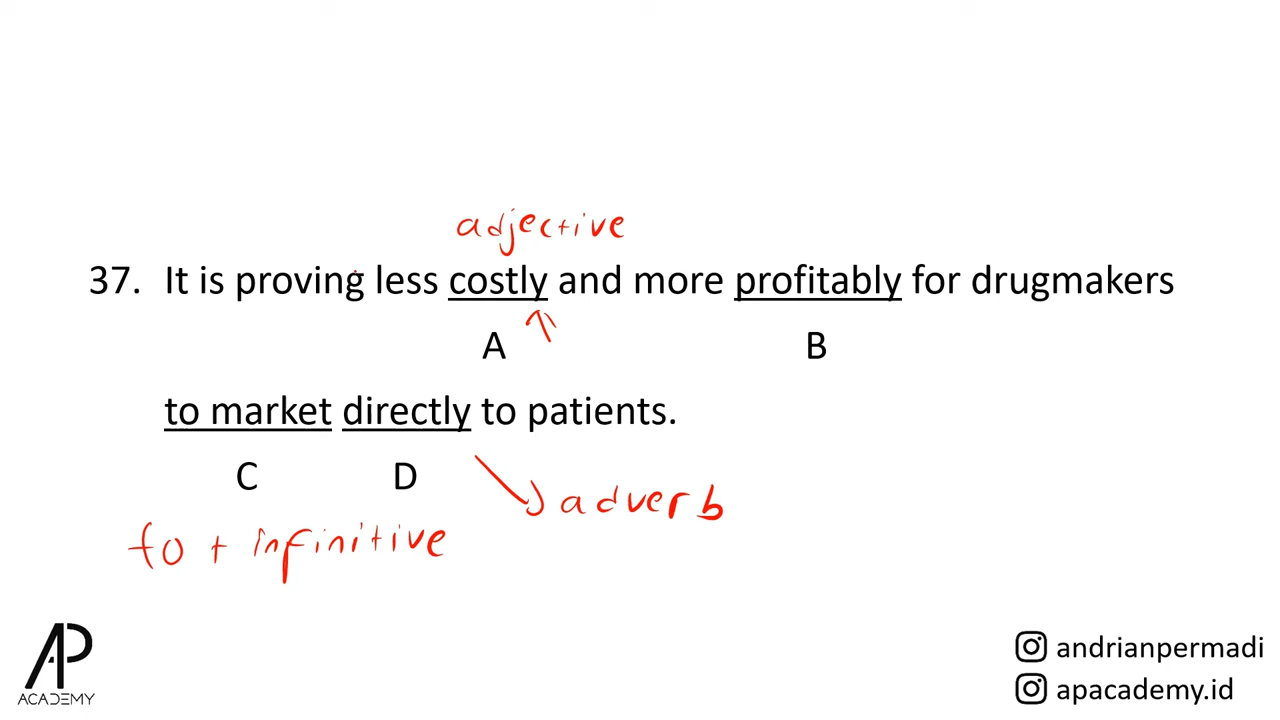 adjective
37. It is proving less costly and more profitably for drugmakers
A B
to market directly to patients.
C D
adverb
to + infinitive
AP
ACADEMY
andrianpermadi
apacademy.id